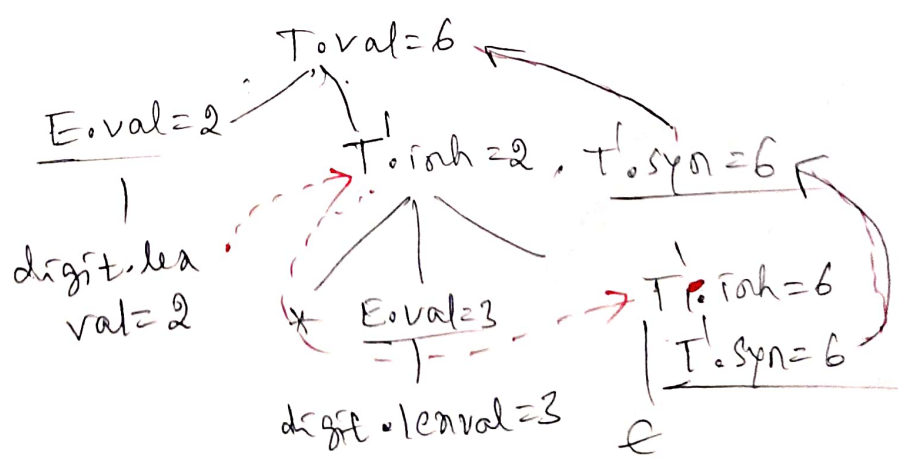 T.val=6
E.val=2
T'.inh=2 . T'.syn=6
digit.lex
val=2
* E.val=3
T'.inh=6
T'.syn=6
digit.lexval=3
ϵ